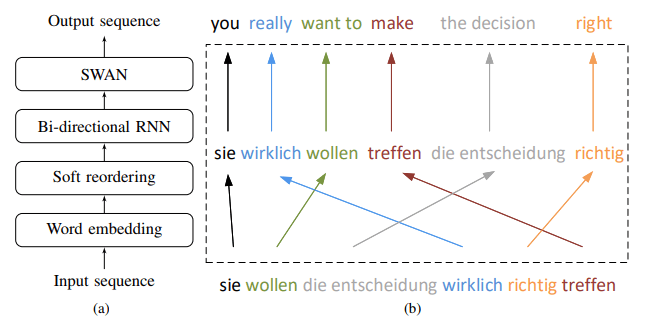 Output sequence
SWAN
Bi-directional RNN
Soft reordering
Word embedding
Input sequence
(a)
you really want to make the decision right
sie wirklich wollen treffen die entscheidung richtig
sie wollen die entscheidung wirklich richtig treffen
(b)